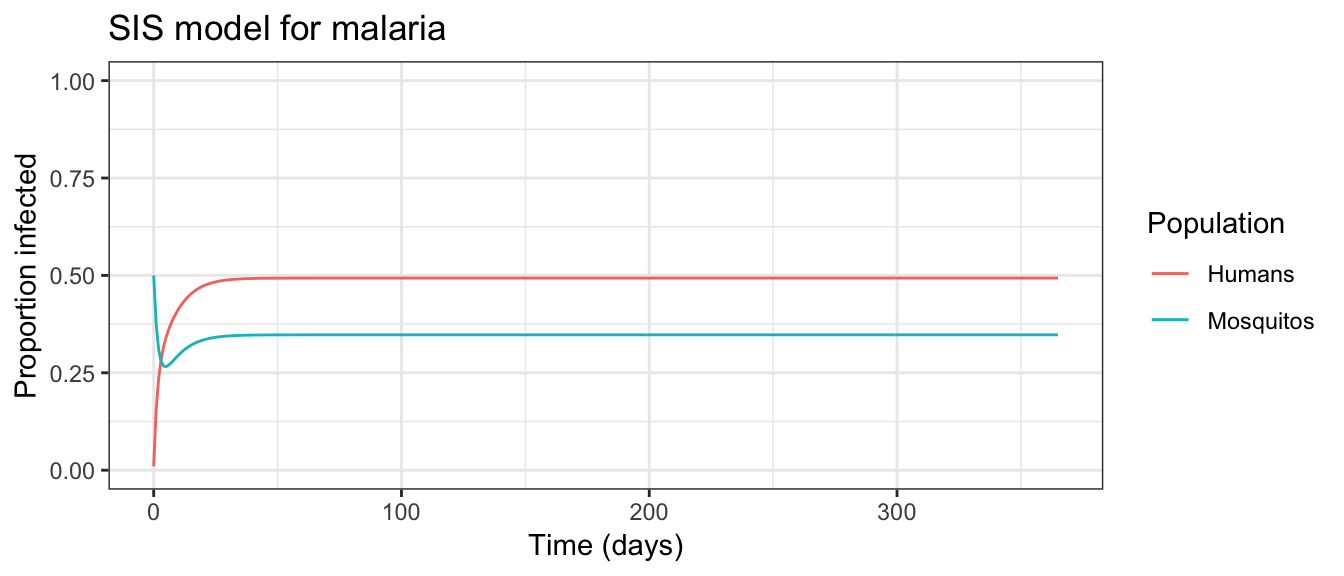 SIS model for malaria
1.00
0.75
0.50
0.25
0.00
Proportion infected
0 100 200 300
Time (days)
Population
Humans
Mosquitos